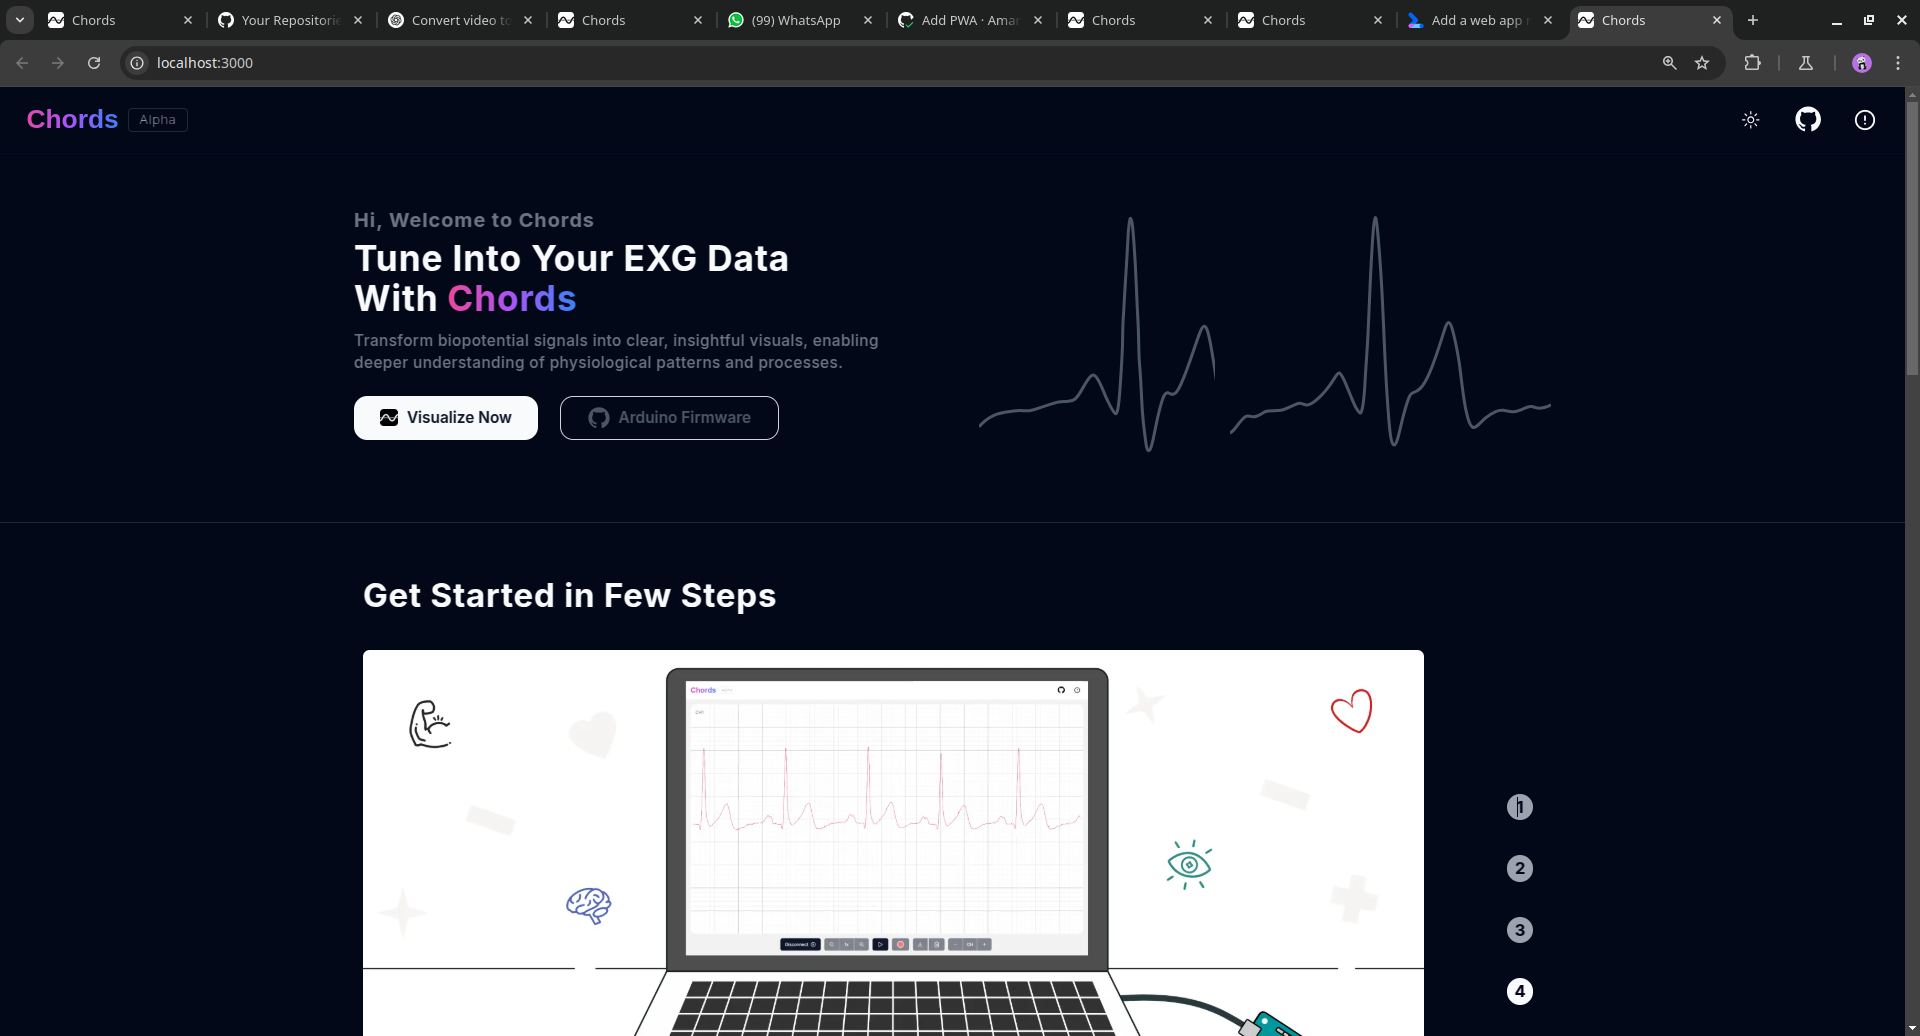 Chords
Your Repositorie
Convert video to
Chords
(99) WhatsApp
Add PWA · Amar
Chords
Chords
Add a web app
Chords
localhost:3000
Chords
Alpha
Hi, Welcome to Chords
Tune Into Your EXG Data
With Chords
Transform biopotential signals into clear, insightful visuals, enabling
deeper understanding of physiological patterns and processes.
Visualize Now
Arduino Firmware
Get Started in Few Steps
Chords
CH1
Disconnect
CH
1
2
3
4